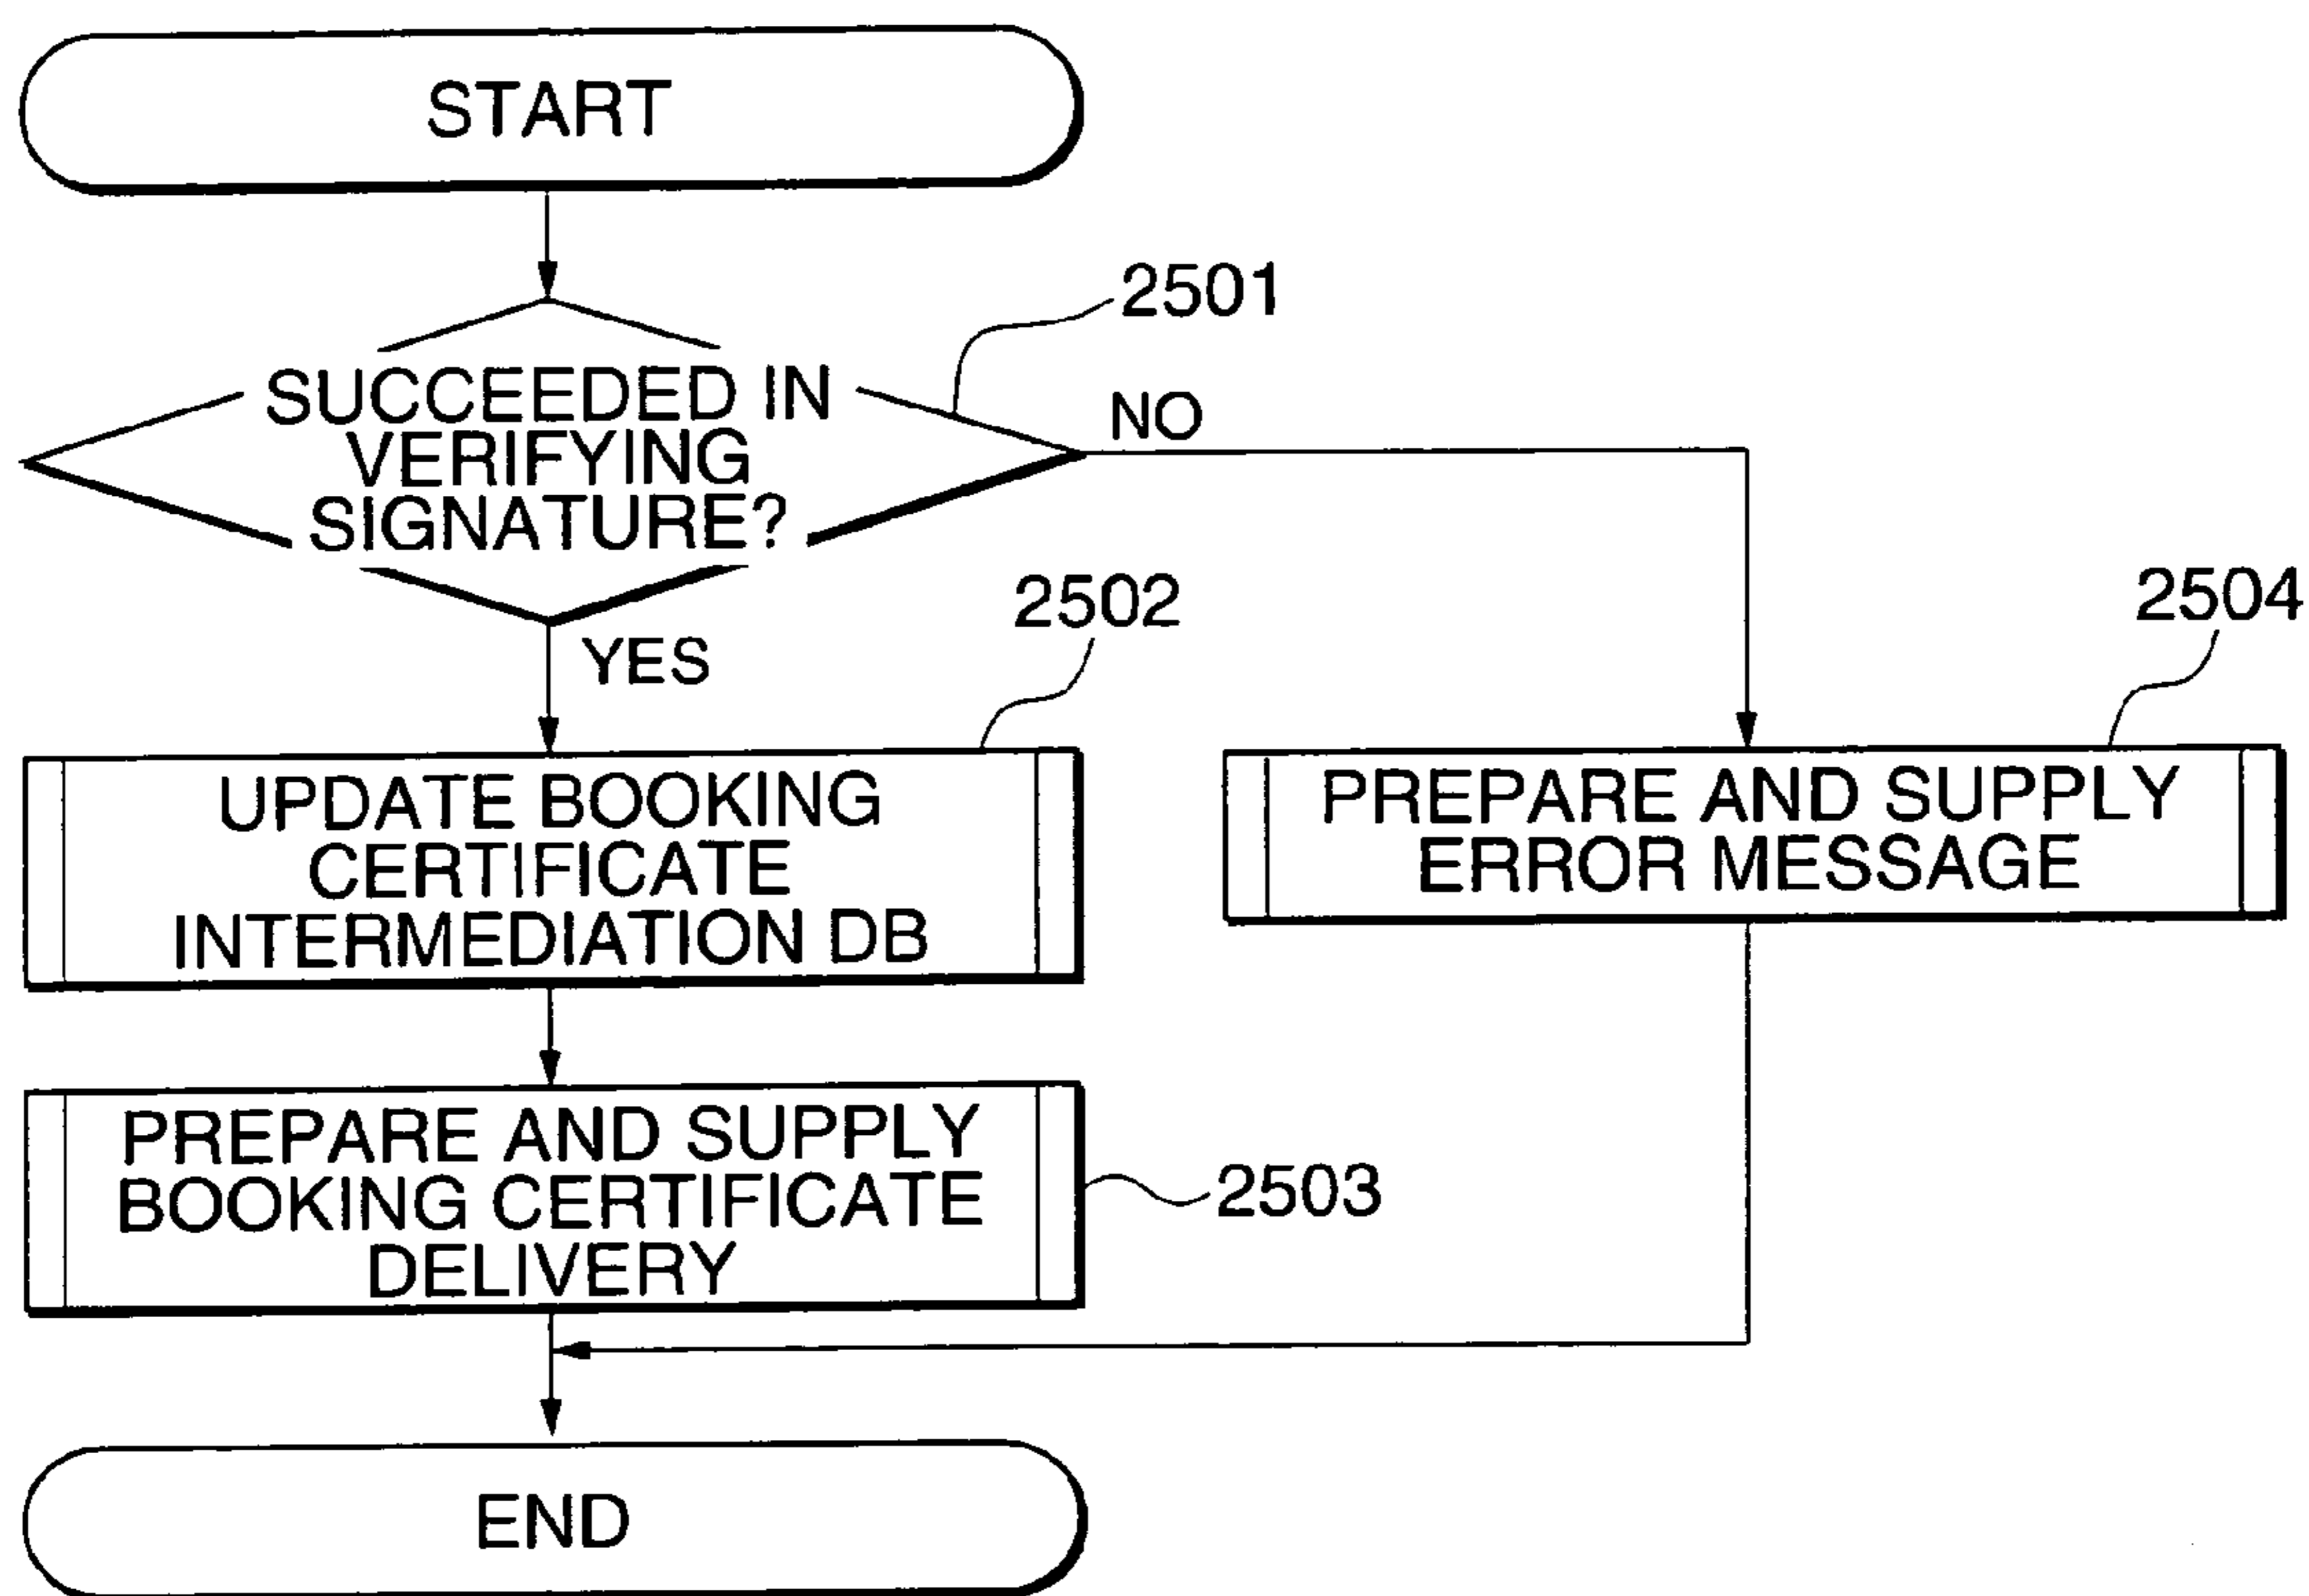 START
2501
SUCCEEDED IN
NO
VERIFYING
SIGNATURE?
2502
2504
YES
UPDATE BOOKING
CERTIFICATE
INTERMEDIATION DB
PREPARE AND SUPPLY
ERROR MESSAGE
PREPARE AND SUPPLY
BOOKING CERTIFICATE
DELIVERY
2503
END